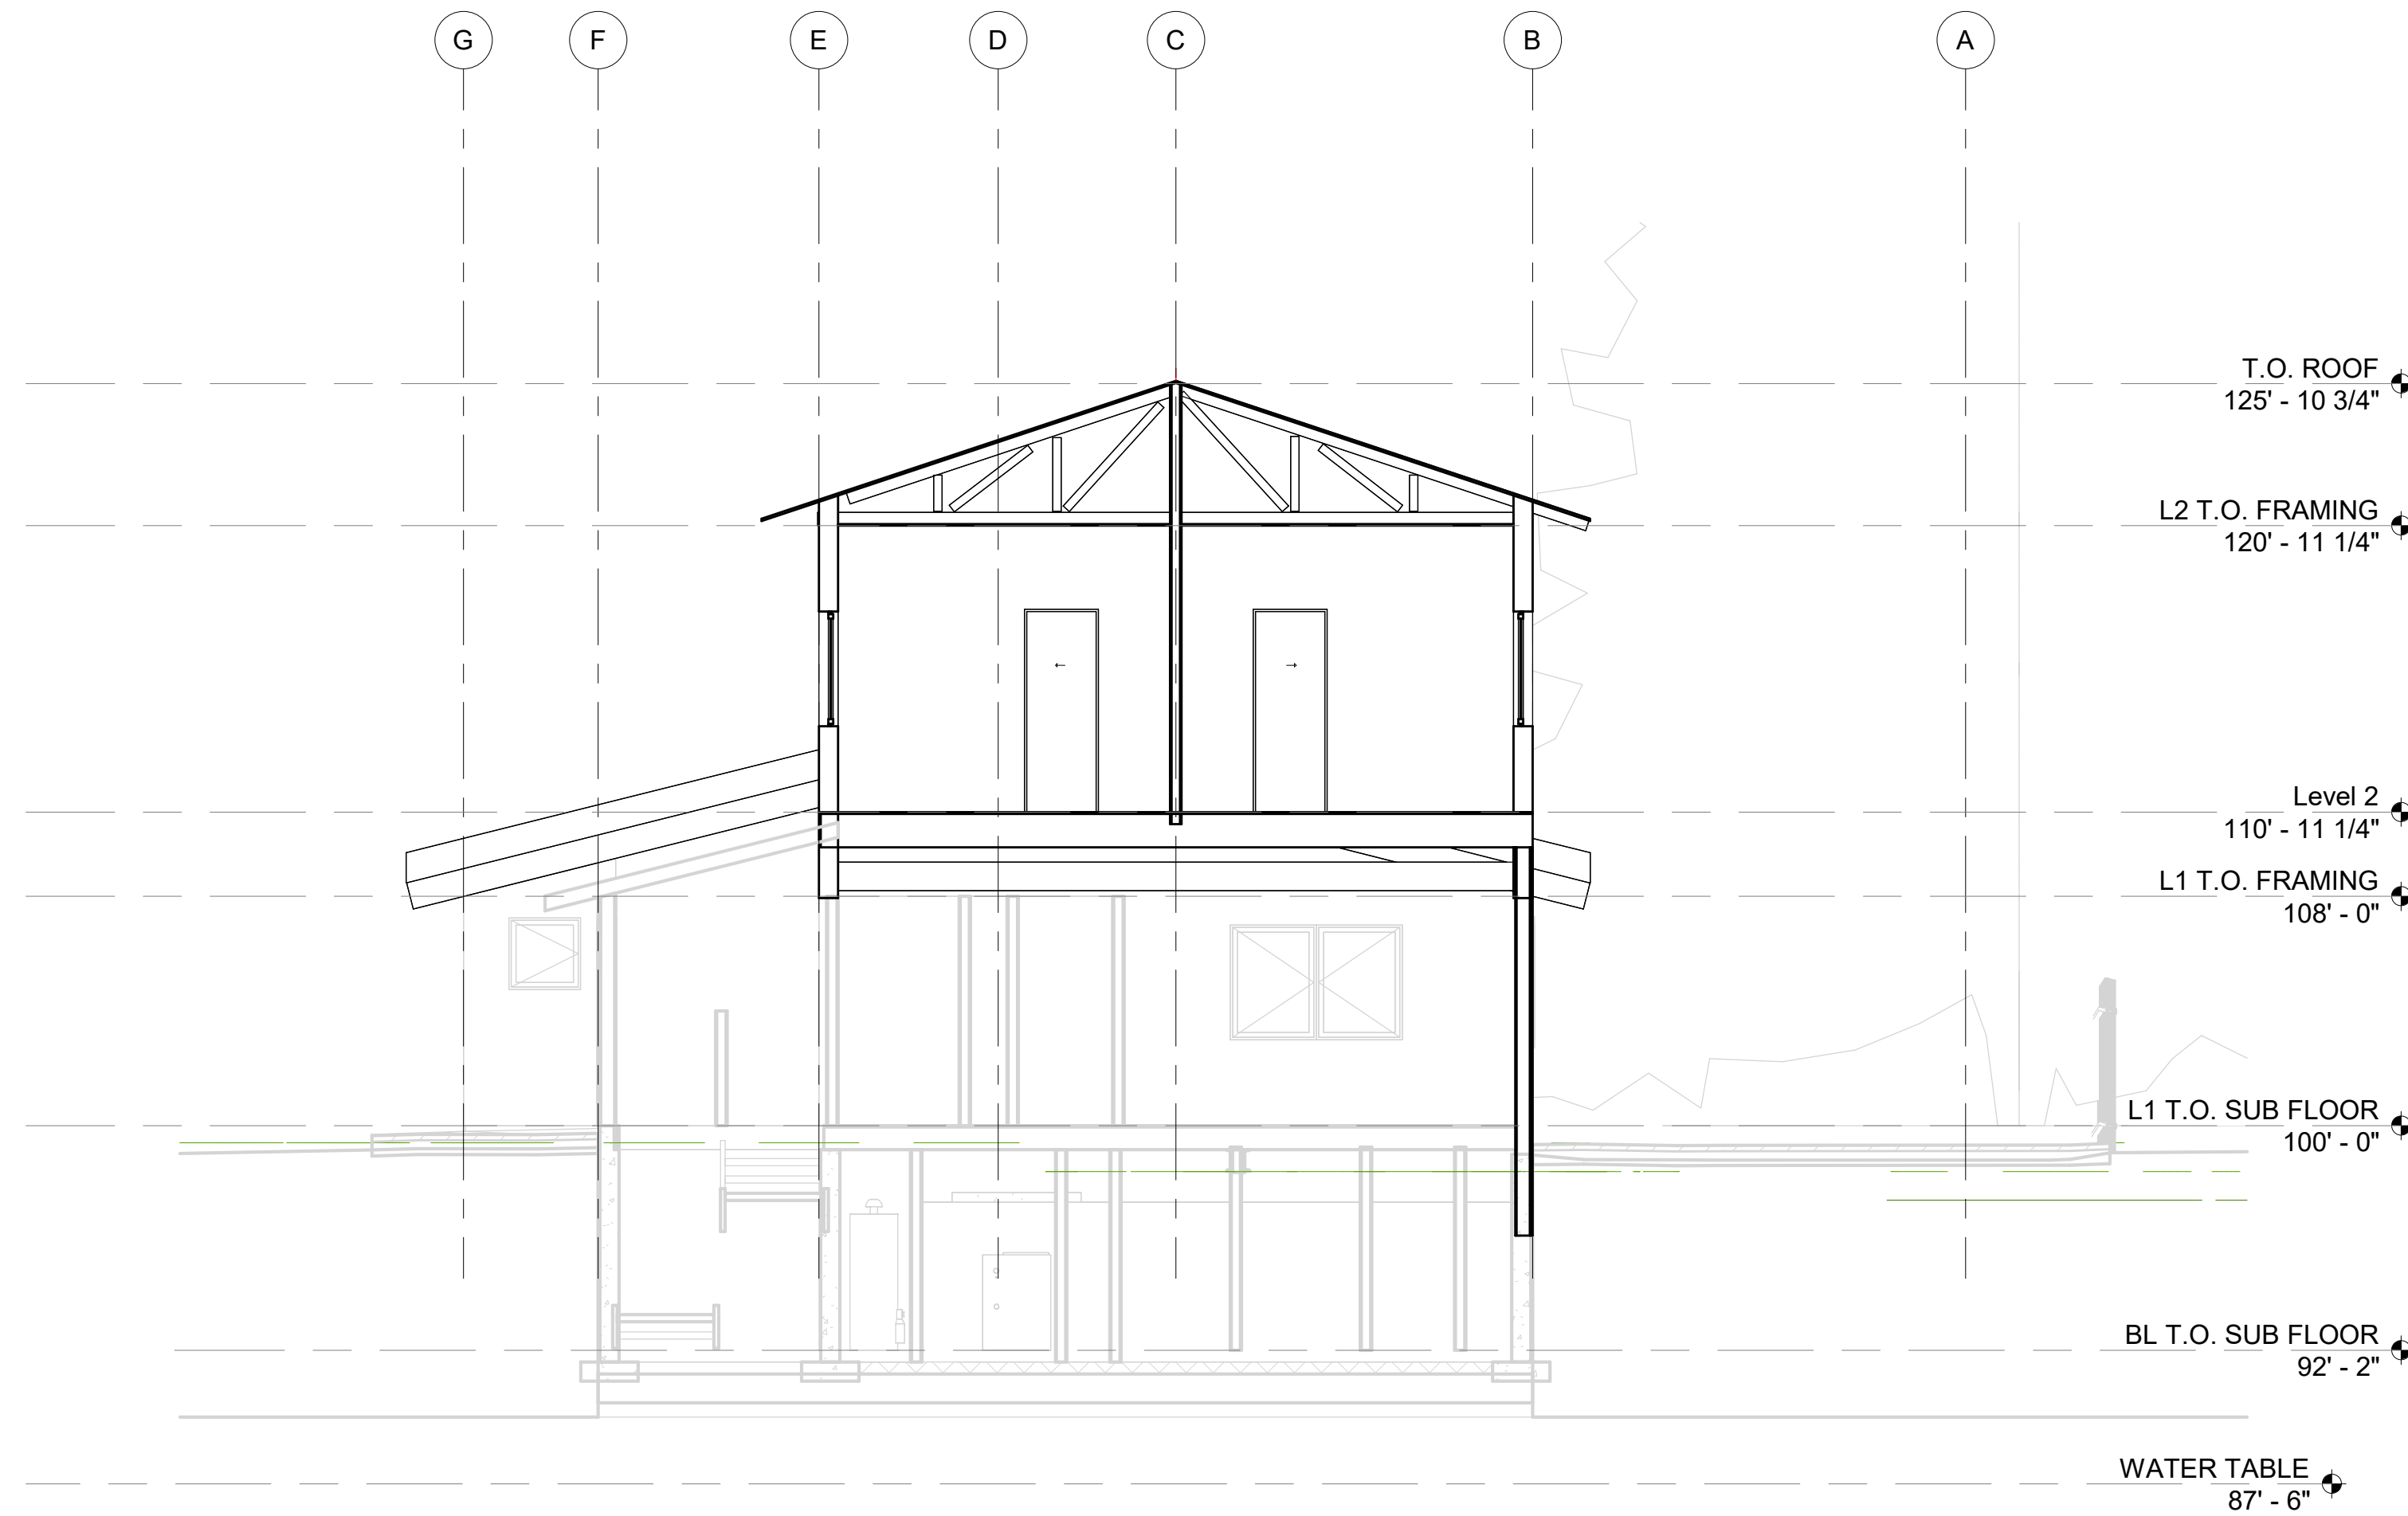 G F E D C B A
T.O. ROOF
125' - 10 3/4"
L2 T.O. FRAMING
120' - 11 1/4"
Level 2
110' - 11 1/4"
L1 T.O. FRAMING
108' - 0"
L1 T.O. SUB FLOOR
100' - 0"
BL T.O. SUB FLOOR
92' - 2"
WATER TABLE
87' - 6"